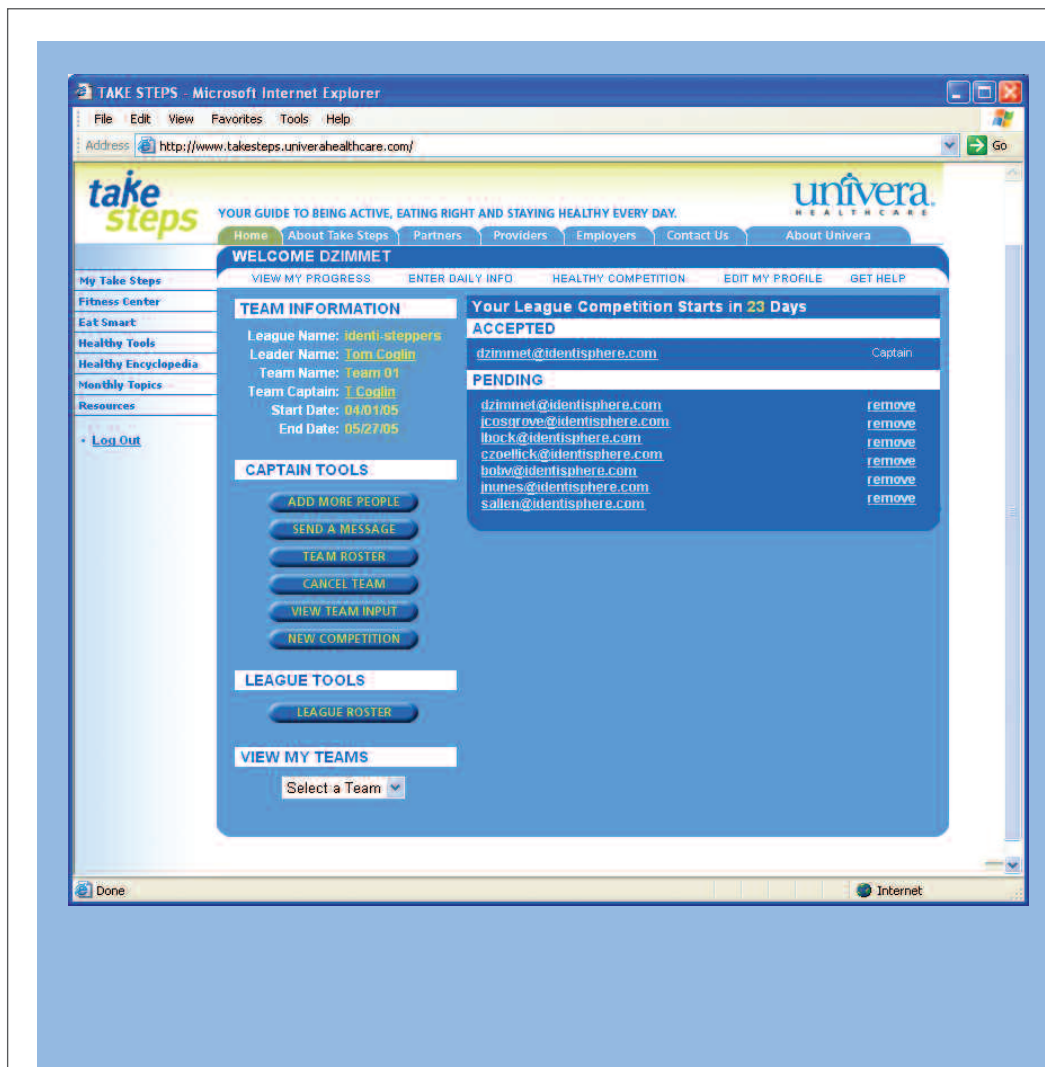 TAKE STEPS - Microsoft Internet Explorer
File Edit View Favorites Tools Help
Address http://www.takesteps.univerahealthcare.com/ Go
take
steps
YOUR GUIDE TO BEING ACTIVE, EATING RIGHT AND STAYING HEALTHY EVERY DAY.
univera
HEALTHCARE
Home About Take Steps Partners Providers Employers Contact Us About Univera
WELCOME DZIMMET
VIEW MY PROGRESS ENTER DAILY INFO HEALTHY COMPETITION EDIT MY PROFILE GET HELP
My Take Steps
Fitness Center
Eat Smart
Healthy Tools
Healthy Encyclopedia
Monthly Topics
Resources
• Log Out
TEAM INFORMATION
League Name: identi-steppers
Leader Name: Tom Coglin
Team Name: Team 01
Team Captain: T Coglin
Start Date: 04/01/05
End Date: 05/27/05
CAPTAIN TOOLS
ADD MORE PEOPLE
SEND A MESSAGE
TEAM ROSTER
CANCEL TEAM
VIEW TEAM INPUT
NEW COMPETITION
LEAGUE TOOLS
LEAGUE ROSTER
VIEW MY TEAMS
Select a Team
Your League Competition Starts in 23 Days
ACCEPTED
dzimmet@identisphere.com Captain
PENDING
dzimmet@identisphere.com remove
jcosgrove@identisphere.com remove
lbock@identisphere.com remove
czoellick@identisphere.com remove
bobv@identisphere.com remove
jnunes@identisphere.com remove
sallen@identisphere.com
Done Internet